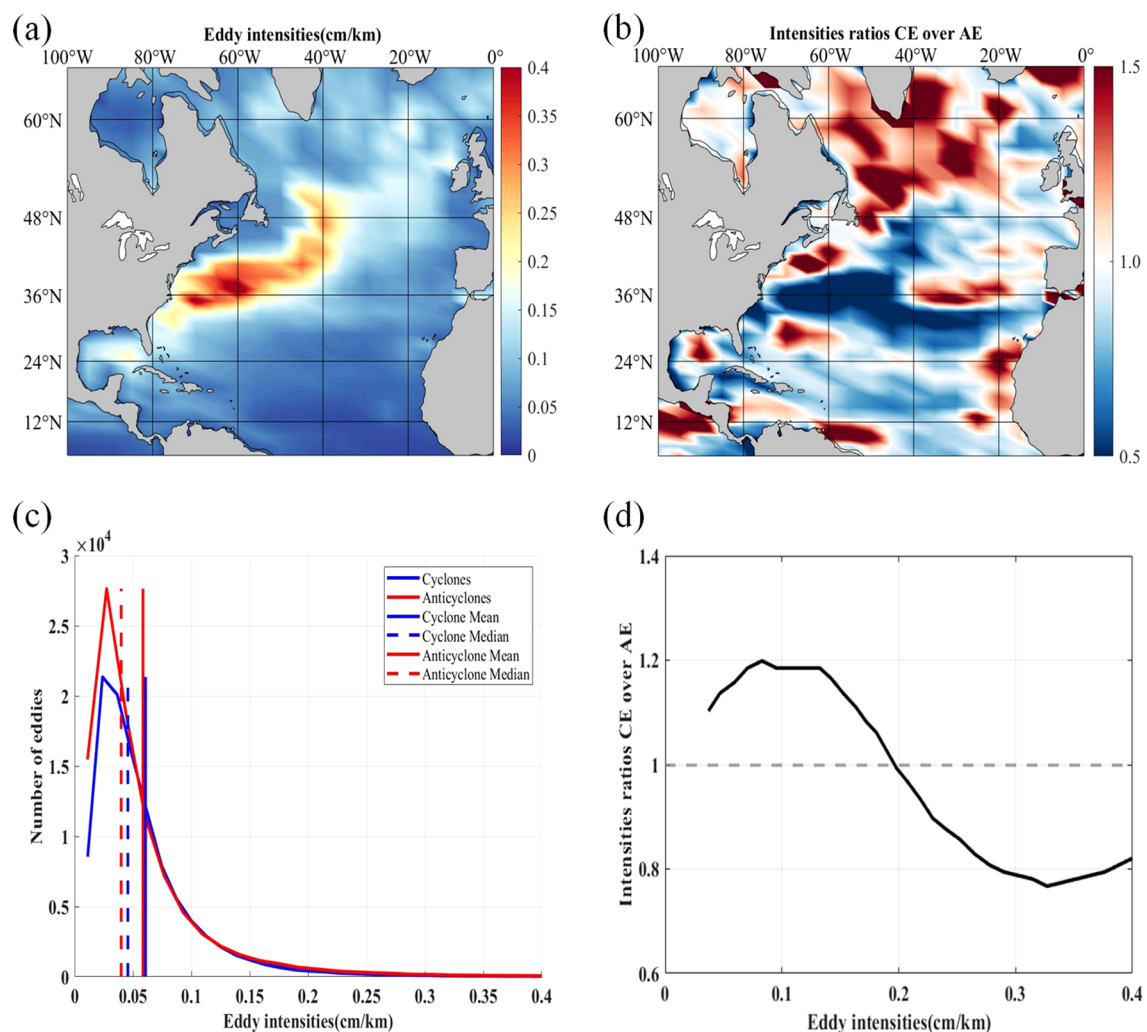 (a)
Eddy intensities(cm/km)
100°W 80°W 60°W 40°W 20°W 0°
60°N
48°N
36°N
24°N
12°N
0.4
0.35
0.3
0.25
0.2
0.15
0.1
0.05
0
(b)
Intensities ratios CE over AE
100°W 80°W 60°W 40°W 20°W 0°
60°N
48°N
36°N
24°N
12°N
1.5
1.0
0.5
(c)
×10⁴
3
2.5
2
1.5
1
0.5
0
Number of eddies
Cyclones
Anticyclones
Cyclone Mean
Cyclone Median
Anticyclone Mean
Anticyclone Median
0 0.05 0.1 0.15 0.2 0.25 0.3 0.35 0.4
Eddy intensities(cm/km)
(d)
1.4
1.2
1
0.8
0.6
Intensities ratios CE over AE
0 0.1 0.2 0.3 0.4
Eddy intensities(cm/km)